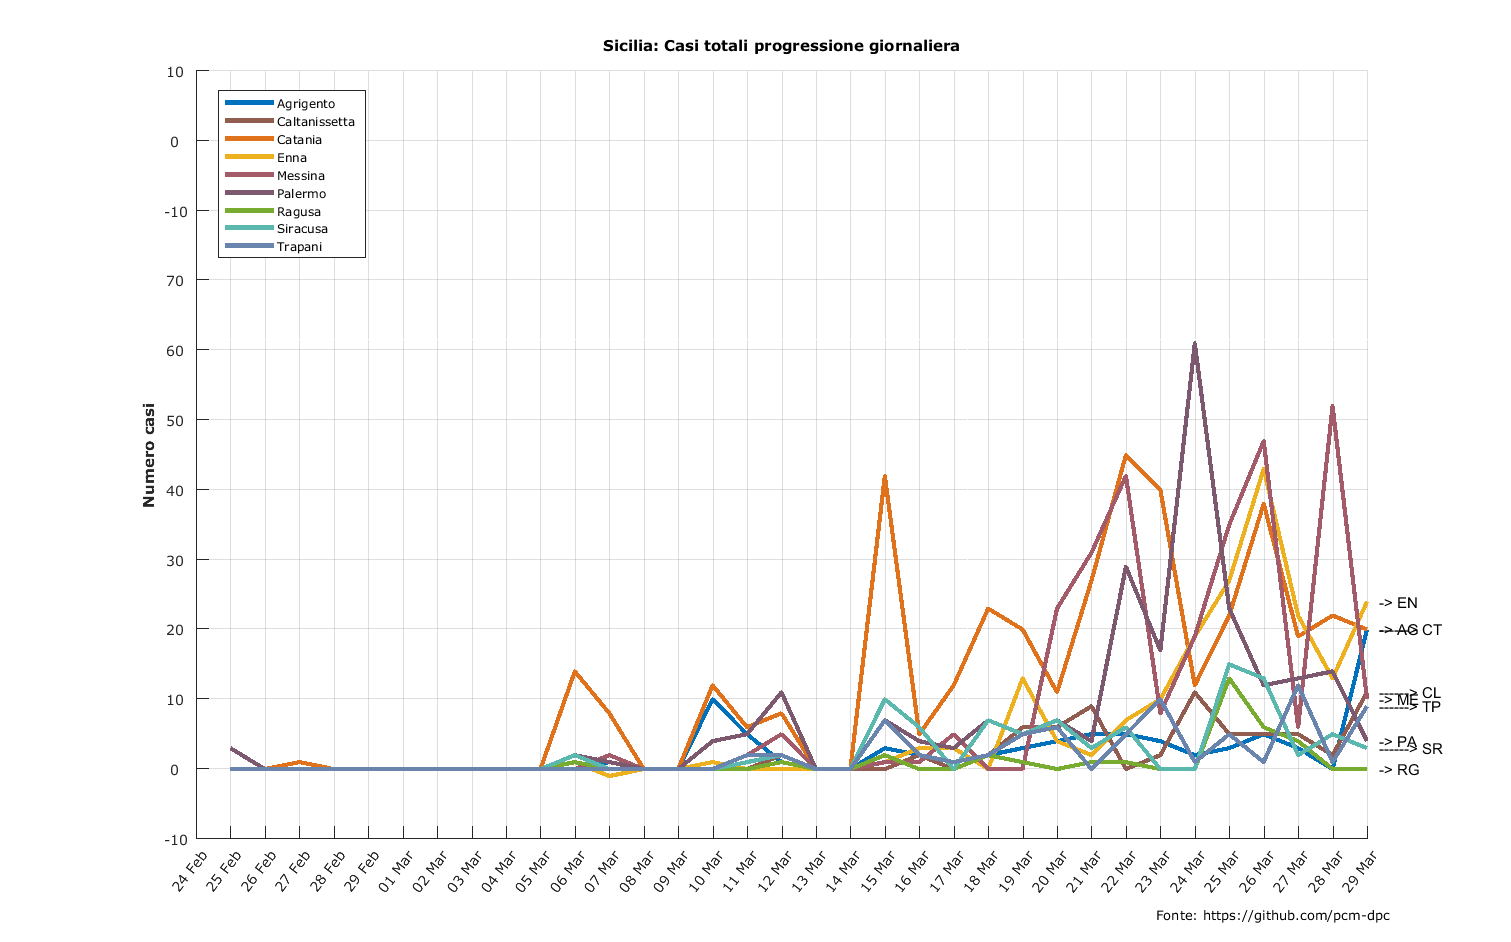 Sicilia: Casi totali progressione giornaliera
10
0
-10
70
60
50
40
30
20
10
0
-10
Numero casi
Agrigento
Caltanissetta
Catania
Enna
Messina
Palermo
Ragusa
Siracusa
Trapani
-> EN
-> AG
------> CT
------> CL
-> ME
------> TP
-> PA
------> SR
-> RG
24 Feb
25 Feb
26 Feb
27 Feb
28 Feb
29 Feb
01 Mar
02 Mar
03 Mar
04 Mar
05 Mar
06 Mar
07 Mar
08 Mar
09 Mar
10 Mar
11 Mar
12 Mar
13 Mar
14 Mar
15 Mar
16 Mar
17 Mar
18 Mar
19 Mar
20 Mar
21 Mar
22 Mar
23 Mar
24 Mar
25 Mar
26 Mar
27 Mar
28 Mar
29 Mar
Fonte: https://github.com/pcm-dpc